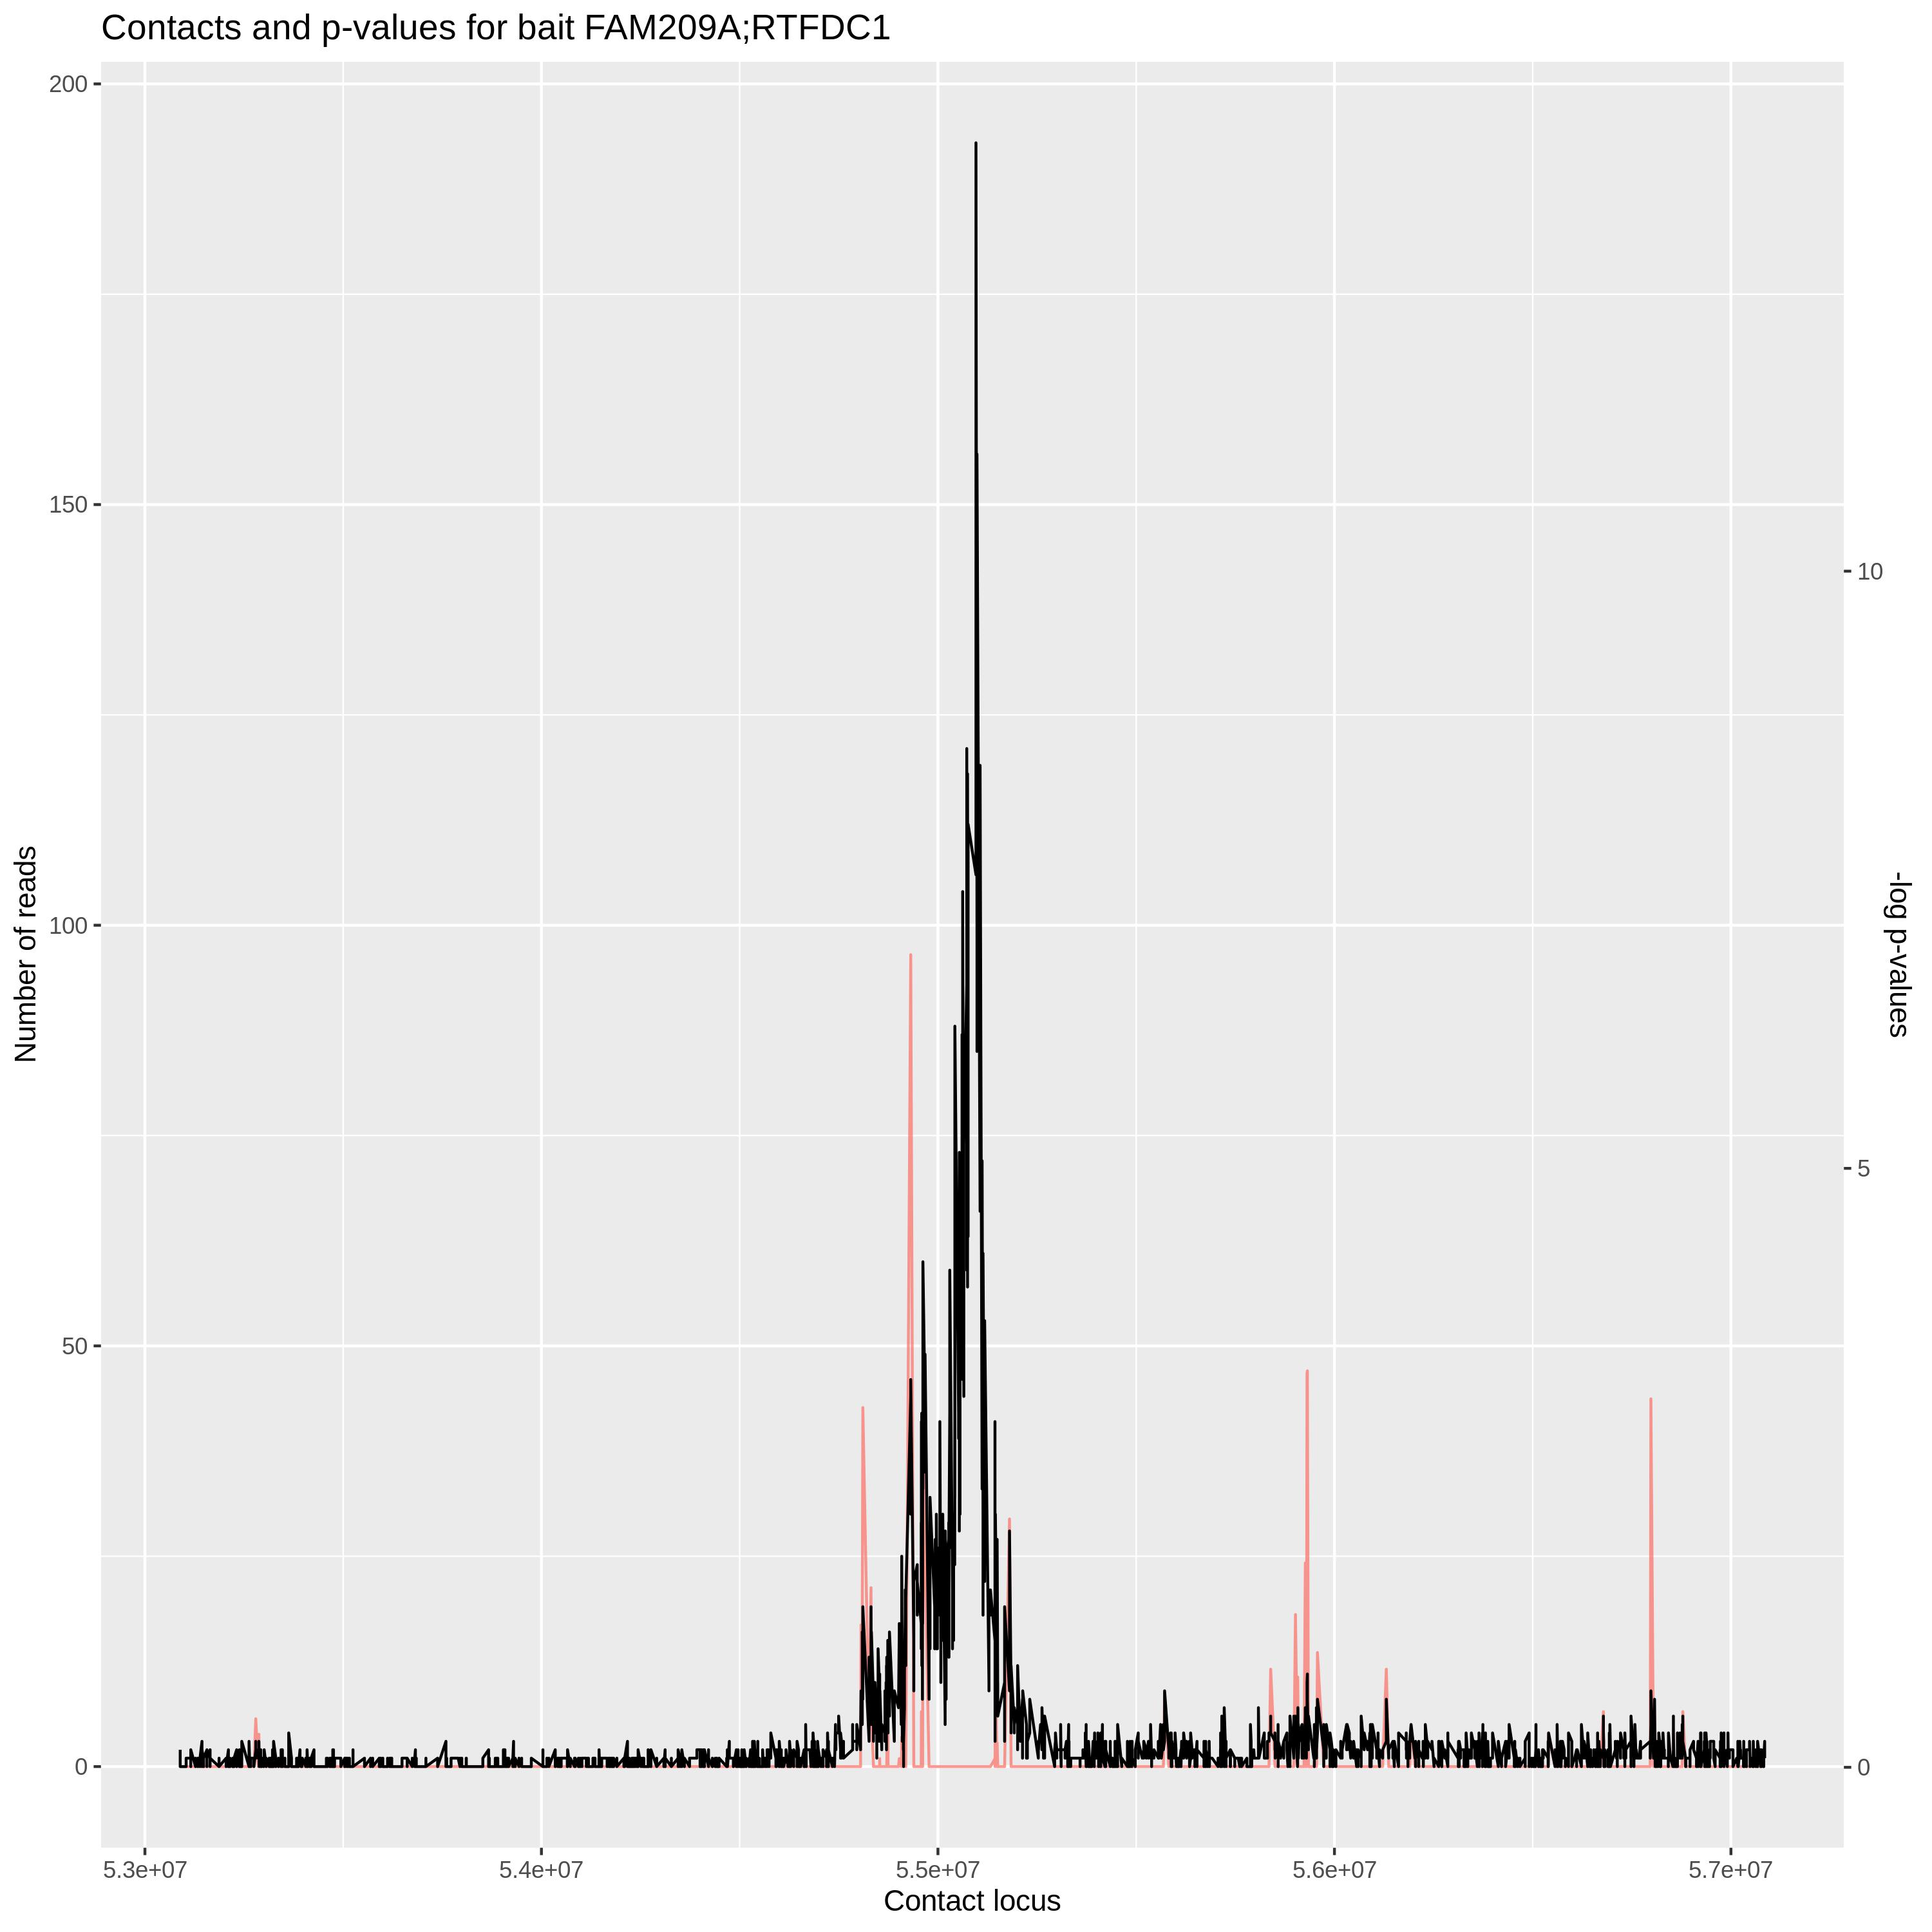 Contacts and p-values for bait FAM209A;RTFDC1
200
150
100
50
0
Number of reads
10
5
0
-log p-values
5.3e+07
5.4e+07
5.5e+07
5.6e+07
5.7e+07
Contact locus